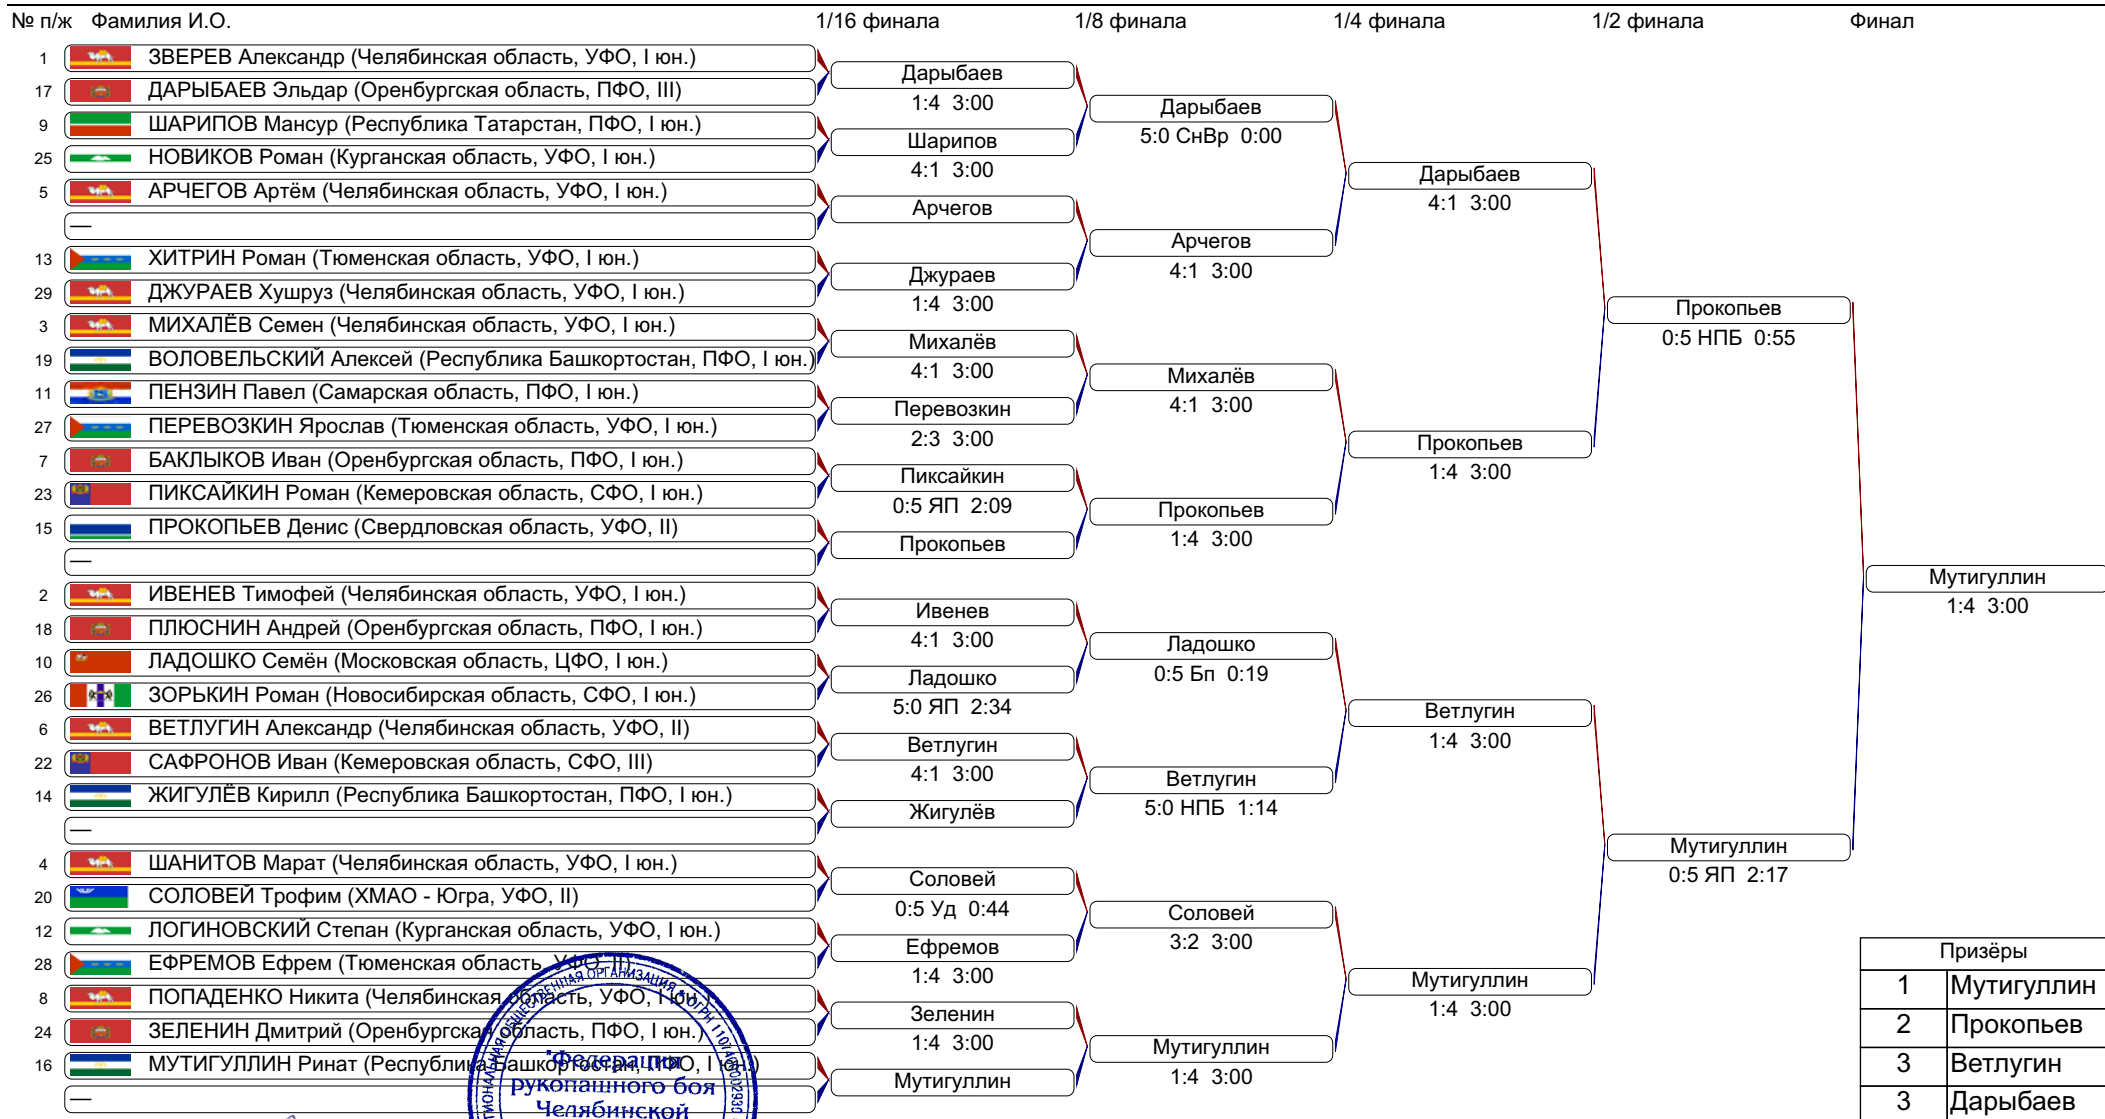 № п/ж Фамилия И.О. 1/16 финала 1/8 финала 1/4 финала 1/2 финала Финал
1 ЗВЕРЕВ Александр (Челябинская область, УФО, I юн.)
17 ДАРЫБАЕВ Эльдар (Оренбургская область, ПФО, III)
9 ШАРИПОВ Мансур (Республика Татарстан, ПФО, I юн.)
25 НОВИКОВ Роман (Курганская область, УФО, I юн.)
5 АРЧЕГОВ Артём (Челябинская область, УФО, I юн.)
—
13 ХИТРИН Роман (Тюменская область, УФО, I юн.)
29 ДЖУРАЕВ Хушруз (Челябинская область, УФО, I юн.)
3 МИХАЛЁВ Семен (Челябинская область, УФО, I юн.)
19 ВОЛОВЕЛЬСКИЙ Алексей (Республика Башкортостан, ПФО, I юн.)
11 ПЕНЗИН Павел (Самарская область, ПФО, I юн.)
27 ПЕРЕВОЗКИН Ярослав (Тюменская область, УФО, I юн.)
7 БАКЛЫКОВ Иван (Оренбургская область, ПФО, I юн.)
23 ПИКСАЙКИН Роман (Кемеровская область, СФО, I юн.)
15 ПРОКОПЬЕВ Денис (Свердловская область, УФО, II)
—
2 ИВЕНЕВ Тимофей (Челябинская область, УФО, I юн.)
18 ПЛЮСНИН Андрей (Оренбургская область, ПФО, I юн.)
10 ЛАДОШКО Семён (Московская область, ЦФО, I юн.)
26 ЗОРЬКИН Роман (Новосибирская область, СФО, I юн.)
6 ВЕТЛУГИН Александр (Челябинская область, УФО, II)
22 САФРОНОВ Иван (Кемеровская область, СФО, III)
14 ЖИГУЛЁВ Кирилл (Республика Башкортостан, ПФО, I юн.)
—
4 ШАНИТОВ Марат (Челябинская область, УФО, I юн.)
20 СОЛОВЕЙ Трофим (ХМАО - Югра, УФО, II)
12 ЛОГИНОВСКИЙ Степан (Курганская область, УФО, I юн.)
28 ЕФРЕМОВ Ефрем (Тюменская область, УФО, II)
8 ПОПАДЕНКО Никита (Челябинская область, УФО, I юн.)
24 ЗЕЛЕНИН Дмитрий (Оренбургская область, ПФО, I юн.)
16 МУТИГУЛЛИН Ринат (Республика Башкортостан, ПФО, I юн.)
—
Дарыбаев
1:4 3:00
Шарипов
4:1 3:00
Арчегов
Джураев
1:4 3:00
Михалёв
4:1 3:00
Перевозкин
2:3 3:00
Пиксайкин
0:5 ЯП 2:09
Прокопьев
Ивенев
4:1 3:00
Ладошко
5:0 ЯП 2:34
Ветлугин
4:1 3:00
Жигулёв
Соловей
0:5 Уд 0:44
Ефремов
1:4 3:00
Зеленин
1:4 3:00
Мутигуллин
Дарыбаев
5:0 СнВр 0:00
Арчегов
4:1 3:00
Михалёв
4:1 3:00
Прокопьев
1:4 3:00
Ладошко
0:5 Бп 0:19
Ветлугин
5:0 НПБ 1:14
Соловей
3:2 3:00
Мутигуллин
1:4 3:00
Дарыбаев
4:1 3:00
Прокопьев
1:4 3:00
Ветлугин
1:4 3:00
Мутигуллин
1:4 3:00
Прокопьев
0:5 НПБ 0:55
Мутигуллин
0:5 ЯП 2:17
Мутигуллин
1:4 3:00
Призёры
1 Мутигуллин
2 Прокопьев
3 Ветлугин
3 Дарыбаев
"Федерация
рукопашного боя
Челябинской